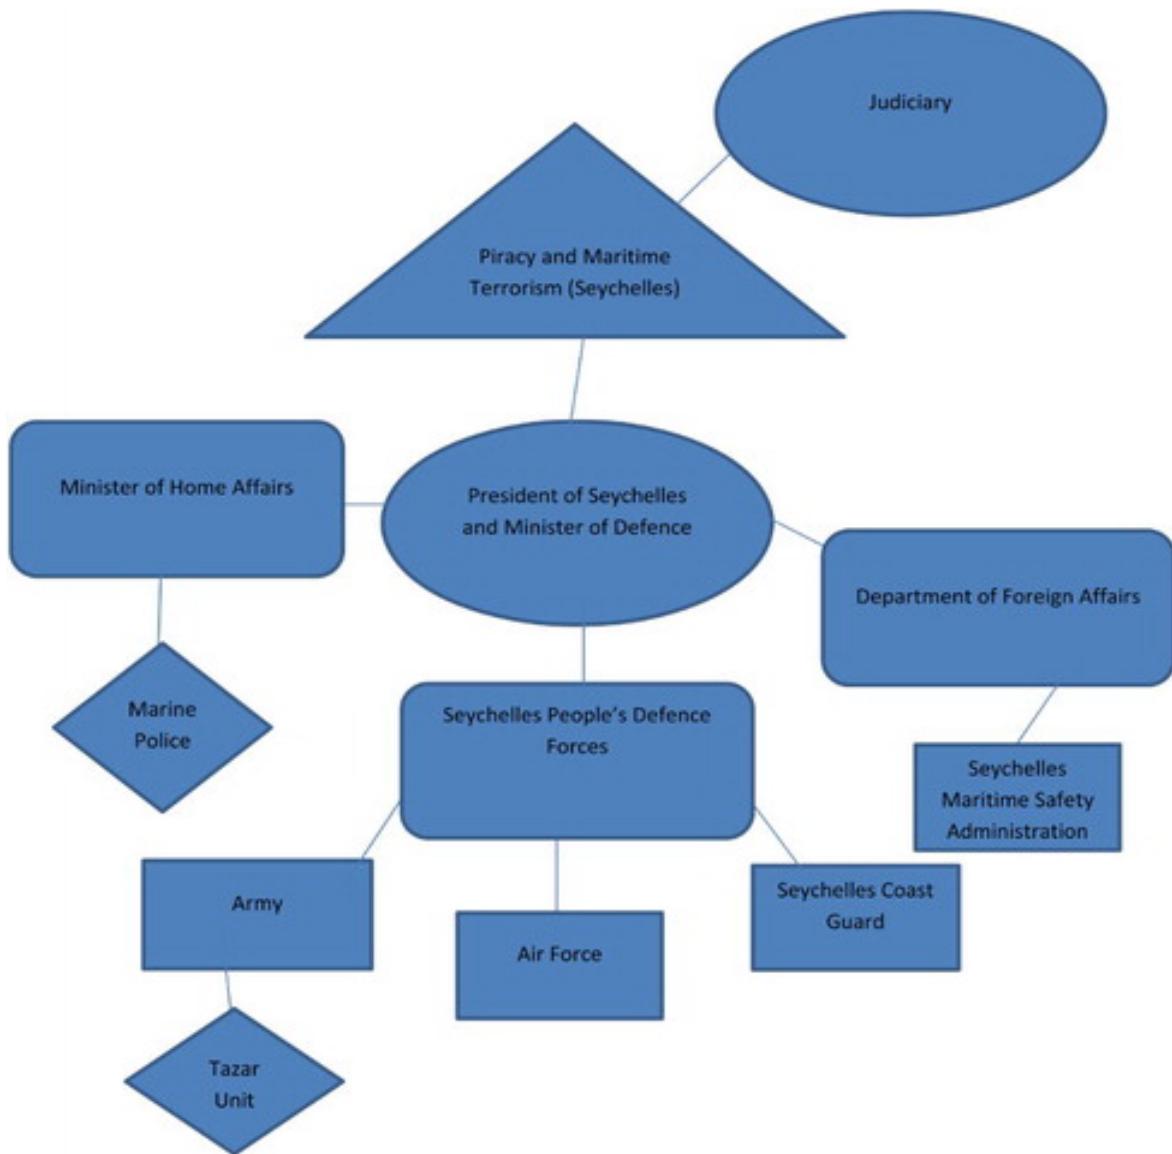 Judiciary
Piracy and Maritime
Terrorism (Seychelles)
Minister of Home Affairs
President of Seychelles
and Minister of Defence
Department of Foreign Affairs
Marine
Police
Seychelles People's Defence
Forces
Seychelles
Maritime Safety
Administration
Army
Air Force
Seychelles Coast
Guard
Tazar
Unit